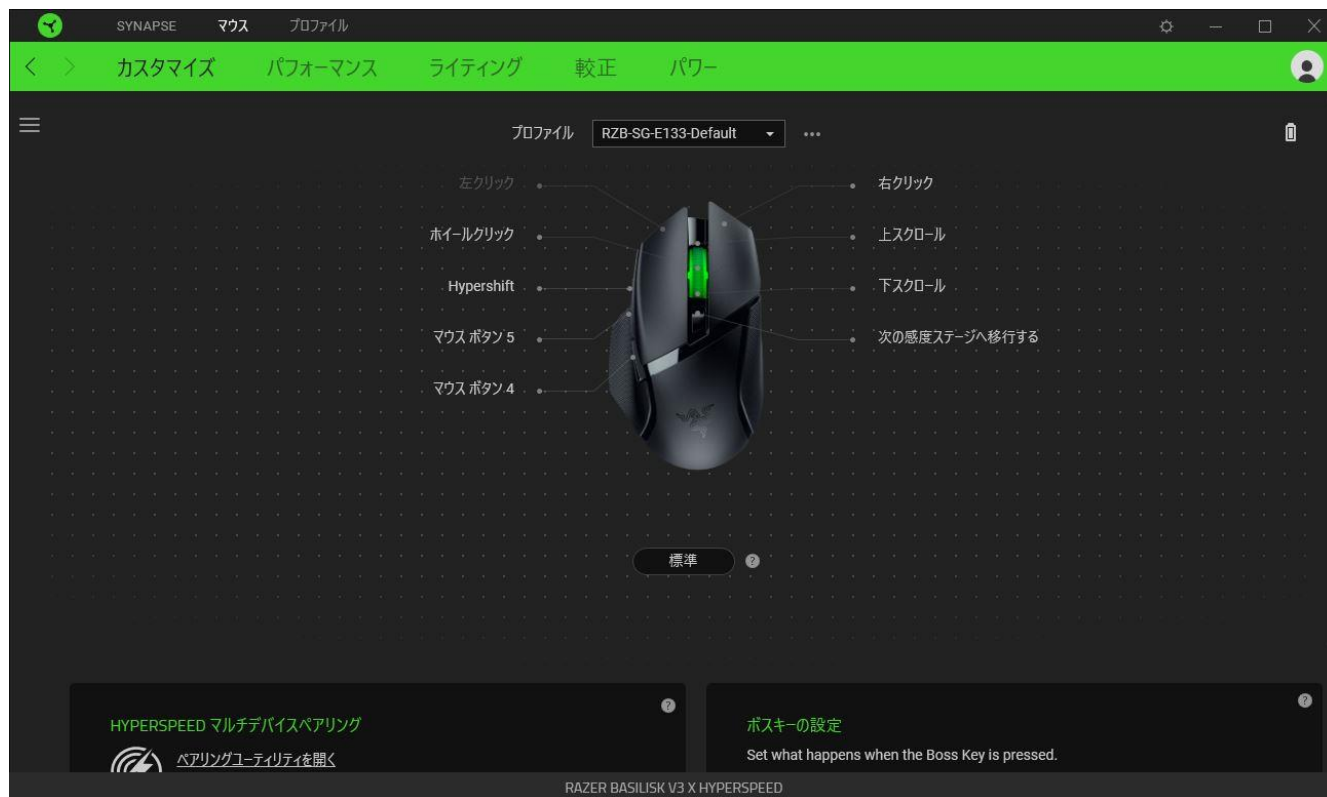 SYNAPSE マウス プロファイル
カスタマイズ パフォーマンス ライティング 較正 パワー
プロファイル RZB-SG-E133-Default
左クリック
右クリック
ホイールクリック
上スクロール
Hypershift
下スクロール
マウス ボタン 5
次の感度ステージへ移行する
マウス ボタン 4
標準 ?
?
?
HYPERSPEED マルチデバイスペアリング
ボスキーの設定
ペアリングユーティリティを開く
Set what happens when the Boss Key is pressed.
RAZER BASILISK V3 X HYPERSPEED